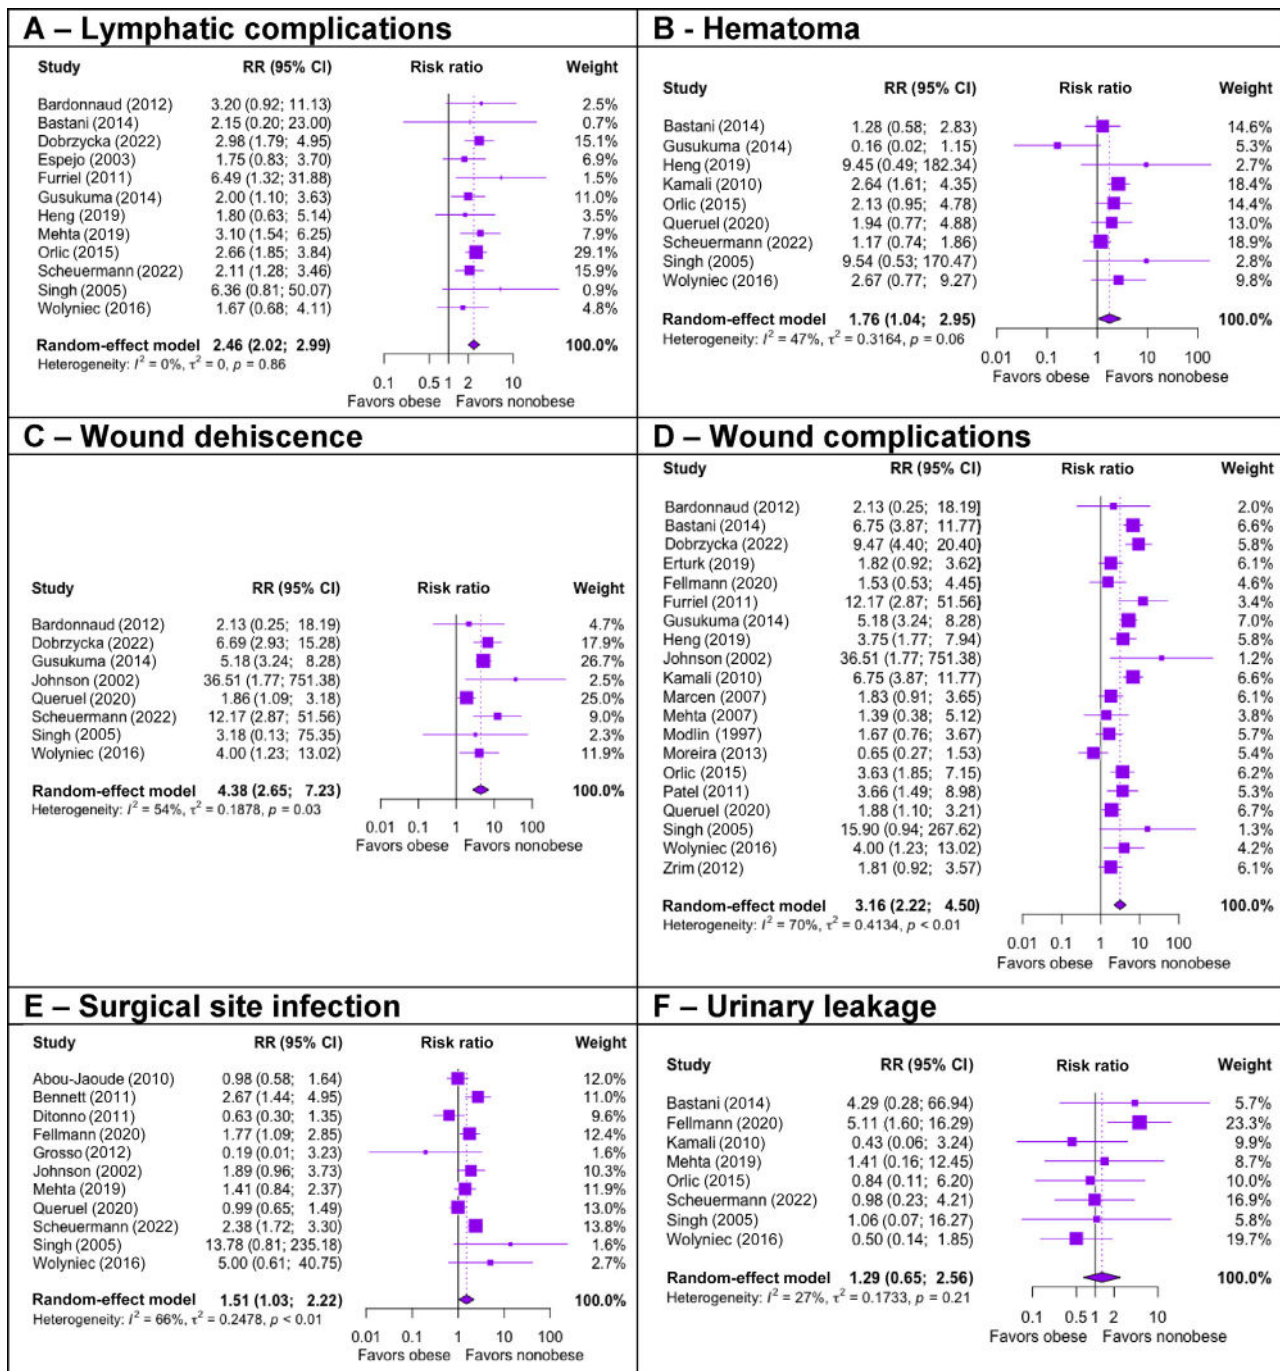 A – Lymphatic complications
Study RR (95% CI) Risk ratio Weight
Bardonnaud (2012) 3.20 (0.92; 11.13) 2.5%
Bastani (2014) 2.15 (0.20; 23.00) 0.7%
Dobrzycka (2022) 2.98 (1.79; 4.95) 15.1%
Espejo (2003) 1.75 (0.83; 3.70) 6.9%
Furriel (2011) 6.49 (1.32; 31.88) 1.5%
Gusukuma (2014) 2.00 (1.10; 3.63) 11.0%
Heng (2019) 1.80 (0.63; 5.14) 3.5%
Mehta (2019) 3.10 (1.54; 6.25) 7.9%
Orlic (2015) 2.66 (1.85; 3.84) 29.1%
Scheuermann (2022) 2.11 (1.28; 3.46) 15.9%
Singh (2005) 6.36 (0.81; 50.07) 0.9%
Wolyniec (2016) 1.67 (0.68; 4.11) 4.8%
Random-effect model 2.46 (2.02; 2.99) 100.0%
Heterogeneity: I² = 0%, τ² = 0, p = 0.86
0.1 0.5 1 2 10
Favors obese Favors nonobese
B - Hematoma
Study RR (95% CI) Risk ratio Weight
Bastani (2014) 1.28 (0.58; 2.83) 14.6%
Gusukuma (2014) 0.16 (0.02; 1.15) 5.3%
Heng (2019) 9.45 (0.49; 182.34) 2.7%
Kamali (2010) 2.64 (1.61; 4.35) 18.4%
Orlic (2015) 2.13 (0.95; 4.78) 14.4%
Queruel (2020) 1.94 (0.77; 4.88) 13.0%
Scheuermann (2022) 1.17 (0.74; 1.86) 18.9%
Singh (2005) 9.54 (0.53; 170.47) 2.8%
Wolyniec (2016) 2.67 (0.77; 9.27) 9.8%
Random-effect model 1.76 (1.04; 2.95) 100.0%
Heterogeneity: I² = 47%, τ² = 0.3164, p = 0.06
0.01 0.1 1 10 100
Favors obese Favors nonobese
C – Wound dehiscence
Study RR (95% CI) Risk ratio Weight
Bardonnaud (2012) 2.13 (0.25; 18.19) 4.7%
Dobrzycka (2022) 6.69 (2.93; 15.28) 17.9%
Gusukuma (2014) 5.18 (3.24; 8.28) 26.7%
Johnson (2002) 36.51 (1.77; 751.38) 2.5%
Queruel (2020) 1.86 (1.09; 3.18) 25.0%
Scheuermann (2022) 12.17 (2.87; 51.56) 9.0%
Singh (2005) 3.18 (0.13; 75.35) 2.3%
Wolyniec (2016) 4.00 (1.23; 13.02) 11.9%
Random-effect model 4.38 (2.65; 7.23) 100.0%
Heterogeneity: I² = 54%, τ² = 0.1878, p = 0.03
0.01 0.1 1 10 100
Favors obese Favors nonobese
D – Wound complications
Study RR (95% CI) Risk ratio Weight
Bardonnaud (2012) 2.13 (0.25; 18.19] 2.0%
Bastani (2014) 6.75 (3.87; 11.77) 6.6%
Dobrzycka (2022) 9.47 (4.40; 20.40) 5.8%
Erturk (2019) 1.82 (0.92; 3.62) 6.1%
Fellmann (2020) 1.53 (0.53; 4.45) 4.6%
Furriel (2011) 12.17 (2.87; 51.56) 3.4%
Gusukuma (2014) 5.18 (3.24; 8.28) 7.0%
Heng (2019) 3.75 (1.77; 7.94) 5.8%
Johnson (2002) 36.51 (1.77; 751.38) 1.2%
Kamali (2010) 6.75 (3.87; 11.77) 6.6%
Marcen (2007) 1.83 (0.91; 3.65) 6.1%
Mehta (2007) 1.39 (0.38; 5.12) 3.8%
Modlin (1997) 1.67 (0.76; 3.67) 5.7%
Moreira (2013) 0.65 (0.27; 1.53) 5.4%
Orlic (2015) 3.63 (1.85; 7.15) 6.2%
Patel (2011) 3.66 (1.49; 8.98) 5.3%
Queruel (2020) 1.88 (1.10; 3.21) 6.7%
Singh (2005) 15.90 (0.94; 267.62) 1.3%
Wolyniec (2016) 4.00 (1.23; 13.02) 4.2%
Zrim (2012) 1.81 (0.92; 3.57) 6.1%
Random-effect model 3.16 (2.22; 4.50) 100.0%
Heterogeneity: I² = 70%, τ² = 0.4134, p < 0.01
0.01 0.1 1 10 100
Favors obese Favors nonobese
E – Surgical site infection
Study RR (95% CI) Risk ratio Weight
Abou-Jaoude (2010) 0.98 (0.58; 1.64) 12.0%
Bennett (2011) 2.67 (1.44; 4.95) 11.0%
Ditonno (2011) 0.63 (0.30; 1.35) 9.6%
Fellmann (2020) 1.77 (1.09; 2.85) 12.4%
Grosso (2012) 0.19 (0.01; 3.23) 1.6%
Johnson (2002) 1.89 (0.96; 3.73) 10.3%
Mehta (2019) 1.41 (0.84; 2.37) 11.9%
Queruel (2020) 0.99 (0.65; 1.49) 13.0%
Scheuermann (2022) 2.38 (1.72; 3.30) 13.8%
Singh (2005) 13.78 (0.81; 235.18) 1.6%
Wolyniec (2016) 5.00 (0.61; 40.75) 2.7%
Random-effect model 1.51 (1.03; 2.22) 100.0%
Heterogeneity: I² = 66%, τ² = 0.2478, p < 0.01
0.01 0.1 1 10 100
Favors obese Favors nonobese
F – Urinary leakage
Study RR (95% CI) Risk ratio Weight
Bastani (2014) 4.29 (0.28; 66.94) 5.7%
Fellmann (2020) 5.11 (1.60; 16.29) 23.3%
Kamali (2010) 0.43 (0.06; 3.24) 9.9%
Mehta (2019) 1.41 (0.16; 12.45) 8.7%
Orlic (2015) 0.84 (0.11; 6.20) 10.0%
Scheuermann (2022) 0.98 (0.23; 4.21) 16.9%
Singh (2005) 1.06 (0.07; 16.27) 5.8%
Wolyniec (2016) 0.50 (0.14; 1.85) 19.7%
Random-effect model 1.29 (0.65; 2.56) 100.0%
Heterogeneity: I² = 27%, τ² = 0.1733, p = 0.21
0.1 0.5 1 2 10
Favors obese Favors nonobese